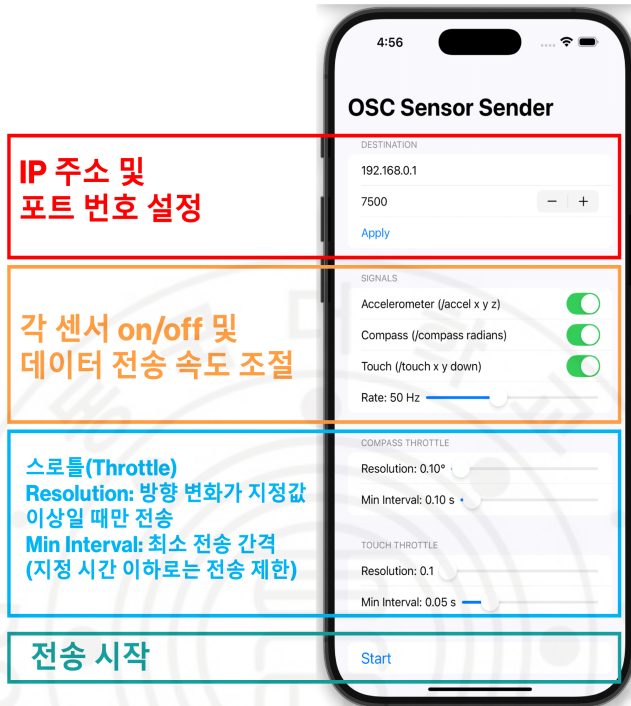 4:56
OSC Sensor Sender
IP 주소 및
포트 번호 설정
DESTINATION
192.168.0.1
7500 − +
Apply
각 센서 on/off 및
데이터 전송 속도 조절
SIGNALS
Accelerometer (/accel x y z)
Compass (/compass radians)
Touch (/touch x y down)
Rate: 50 Hz
스로틀(Throttle)
Resolution: 방향 변화가 지정값
이상일 때만 전송
Min Interval: 최소 전송 간격
(지정 시간 이하로는 전송 제한)
COMPASS THROTTLE
Resolution: 0.10°
Min Interval: 0.10 s
TOUCH THROTTLE
Resolution: 0.1
Min Interval: 0.05 s
전송 시작
Start